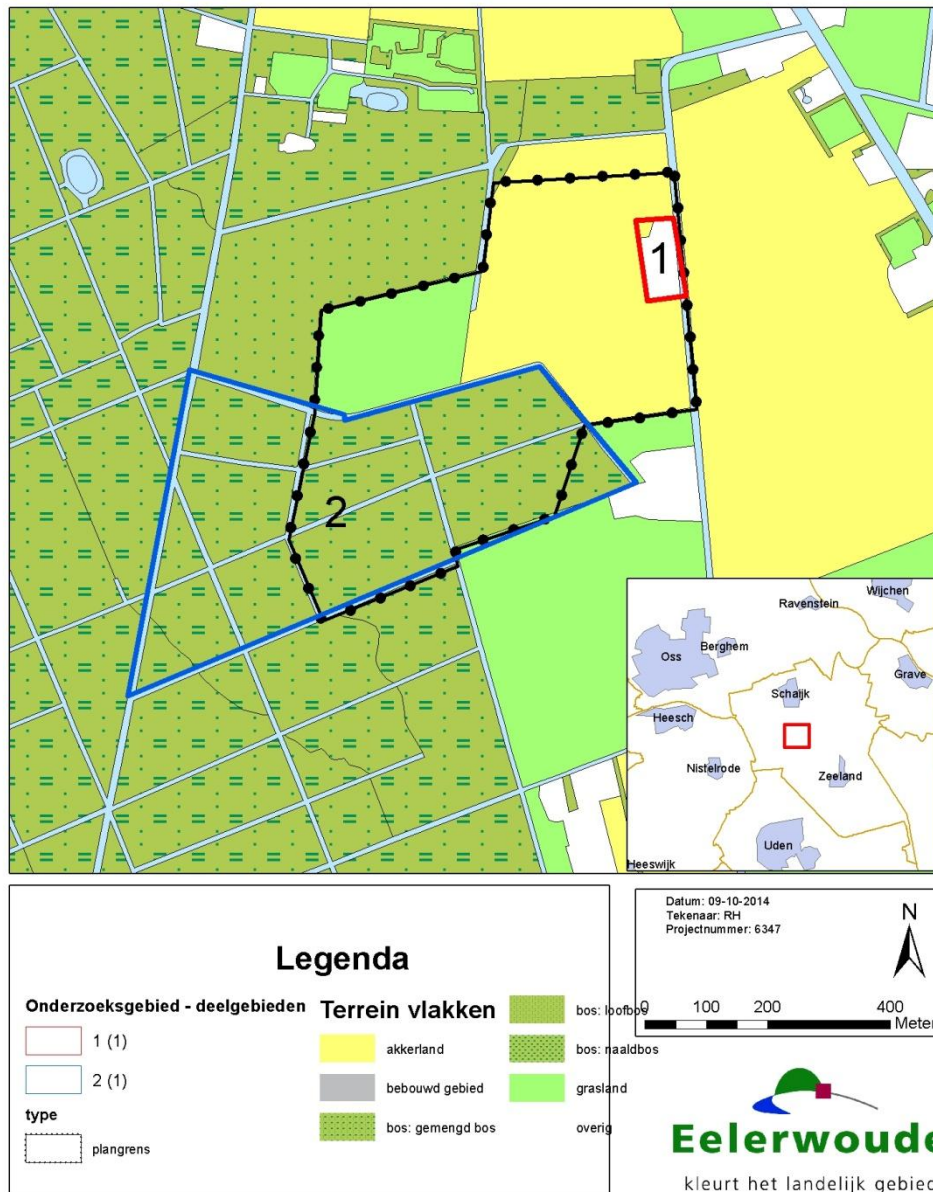 1
2
Wijchen
Ravenstein
Berghem
Oss
Grave
Schaijk
Heesch
Nistelrode
Zeeland
Uden
Heeswijk
Legenda
Onderzoeksgebied - deelgebieden
1 (1)
2 (1)
type
plangrens
Terrein vlakken
akkerland
bebouwd gebied
bos: gemengd bos
bos: loofbos
bos: naaldbos
grasland
overig
Datum: 09-10-2014
Tekenaar: RH
Projectnummer: 6347
N
0 100 200 400
Meter
Eelerwoude
kleurt het landelijk gebied